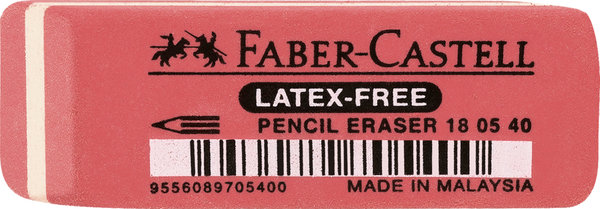 FABER-CASTELL
LATEX-FREE
PENCIL ERASER 18 05 40
9556089705400 MADE IN MALAYSIA